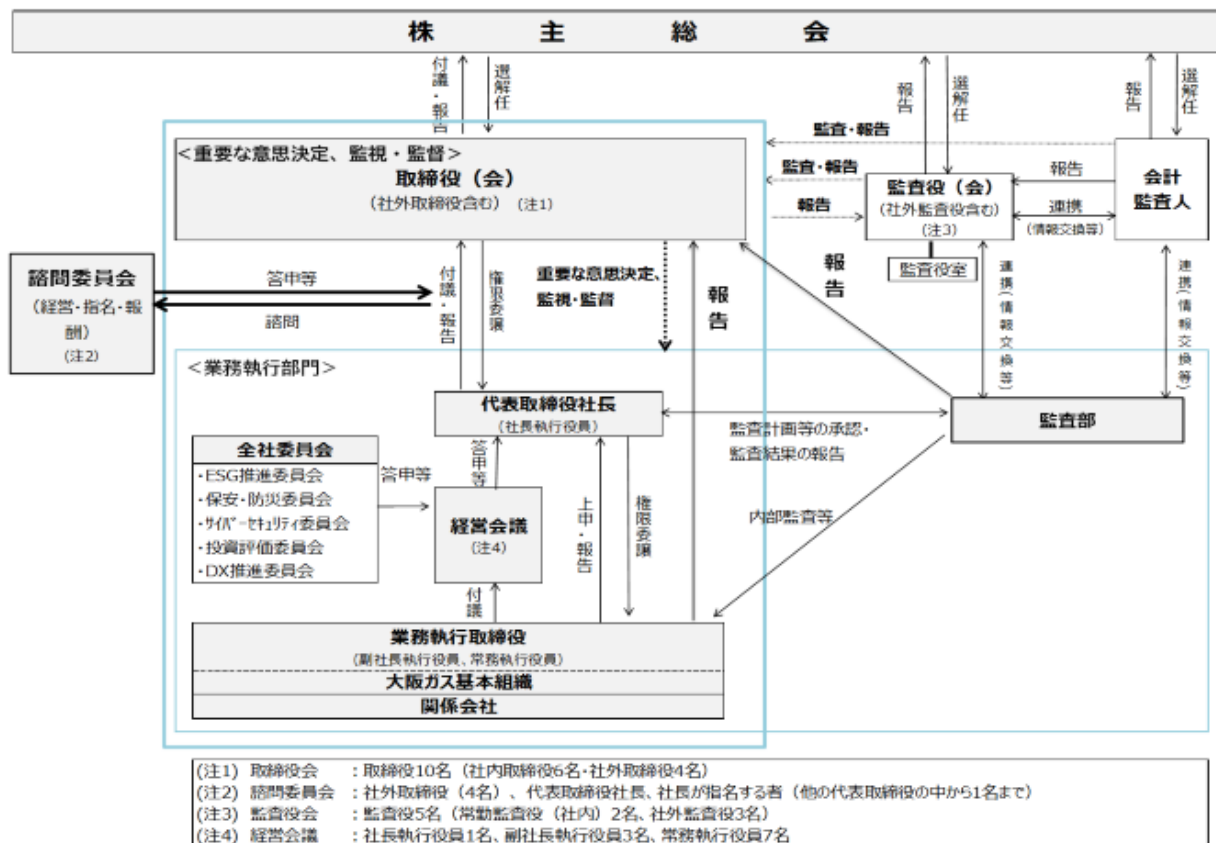 株 主 総 会
付議・報告
選解任
報告
選解任
報告
選解任
監査・報告
監査・報告
報告
＜重要な意思決定、監視・監督＞
取締役（会）
（社外取締役含む）（注1）
監査役（会）
（社外監査役含む）
（注3）
監査役室
報告
連携
（情報交換等）
会計
監査人
諮問委員会
（経営・指名・報
酬）
（注2）
答申等
諮問
付議・報告
権限委譲
重要な意思決定、
監視・監督
報告
報告
連携（情報交換等）
連携（情報交換等）
＜業務執行部門＞
代表取締役社長
（社長執行役員）
監査計画等の承認・
監査結果の報告
監査部
全社委員会
・ESG推進委員会
・保安・防災委員会
・サイバーセキュリティ委員会
・投資評価委員会
・DX推進委員会
答申等
答申等
経営会議
（注4）
付議
上申・報告
権限委譲
内部監査等
業務執行取締役
（副社長執行役員、常務執行役員）
大阪ガス基本組織
関係会社
(注1) 取締役会 ：取締役10名（社内取締役6名・社外取締役4名）
(注2) 諮問委員会 ：社外取締役（4名）、代表取締役社長、社長が指名する者（他の代表取締役の中から1名まで）
(注3) 監査役会 ：監査役5名（常勤監査役（社内）2名、社外監査役3名）
(注4) 経営会議 ：社長執行役員1名、副社長執行役員3名、常務執行役員7名